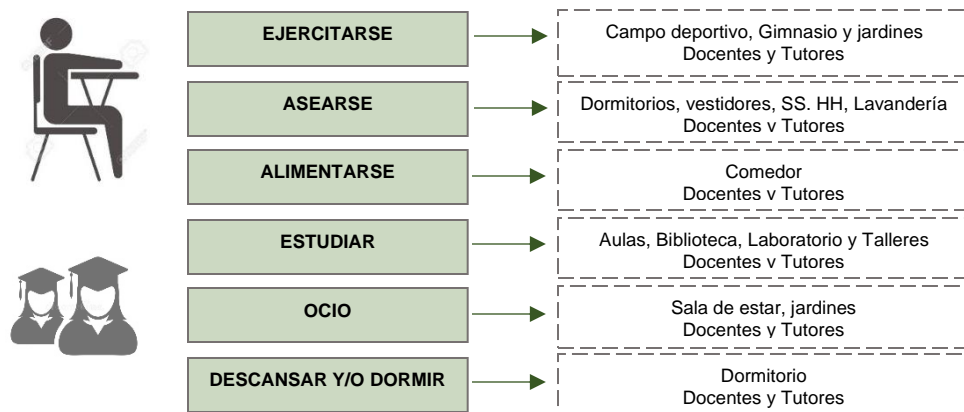 EJERCITARSE
Campo deportivo, Gimnasio y jardines
Docentes y Tutores
ASEARSE
Dormitorios, vestidores, SS. HH, Lavandería
Docentes y Tutores
ALIMENTARSE
Comedor
Docentes y Tutores
ESTUDIAR
Aulas, Biblioteca, Laboratorio y Talleres
Docentes y Tutores
OCIO
Sala de estar, jardines
Docentes y Tutores
DESCANSAR Y/O DORMIR
Dormitorio
Docentes y Tutores